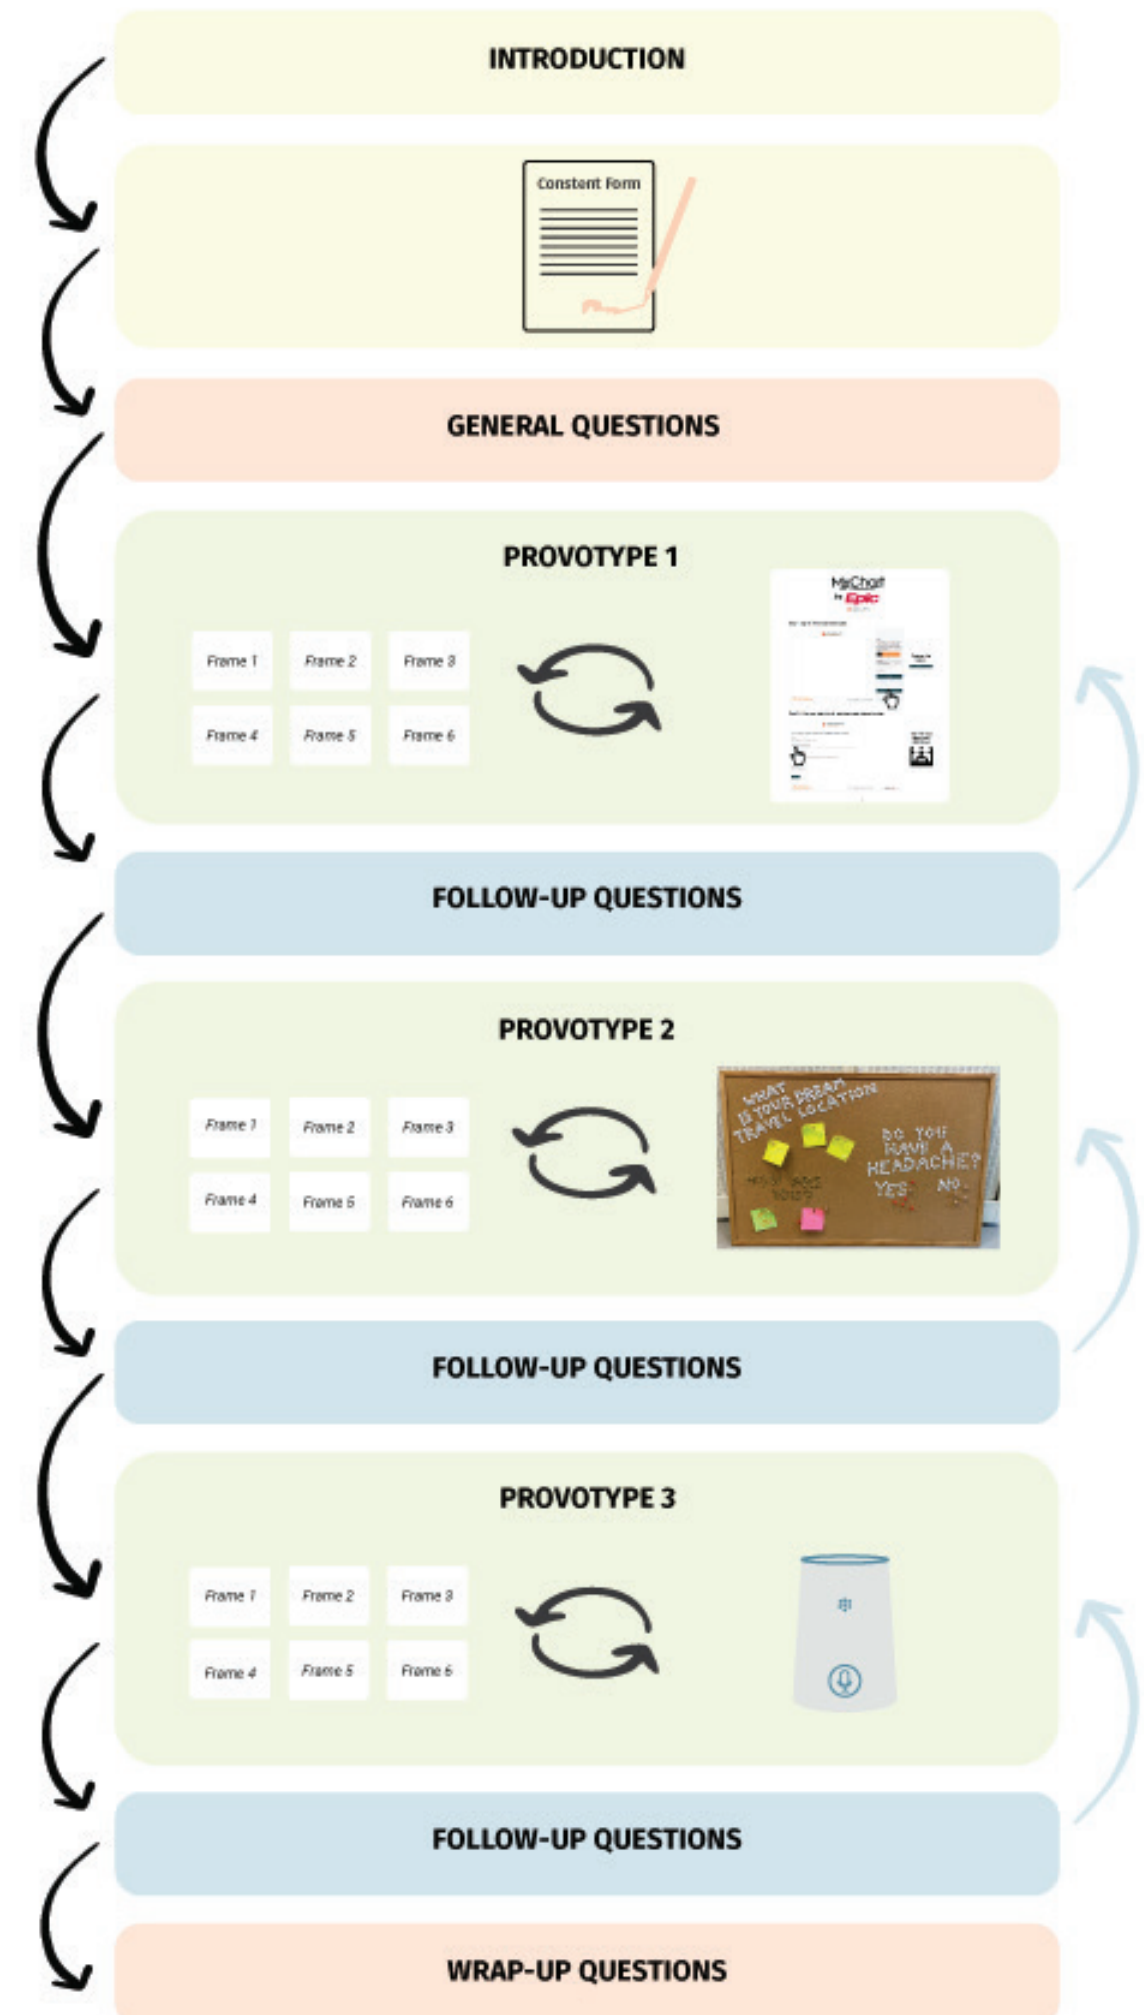 INTRODUCTION
Constent Form
GENERAL QUESTIONS
PROVOTYPE 1
Frame 1 Frame 2 Frame 3
Frame 4 Frame 5 Frame 6
MyChart
by Epic
FOLLOW-UP QUESTIONS
PROVOTYPE 2
Frame 1 Frame 2 Frame 3
Frame 4 Frame 5 Frame 6
WHAT
IS YOUR DREAM
TRAVEL LOCATION
DO YOU
HAVE A
HEADACHE?
YES NO
FOLLOW-UP QUESTIONS
PROVOTYPE 3
Frame 1 Frame 2 Frame 3
Frame 4 Frame 5 Frame 6
FOLLOW-UP QUESTIONS
WRAP-UP QUESTIONS